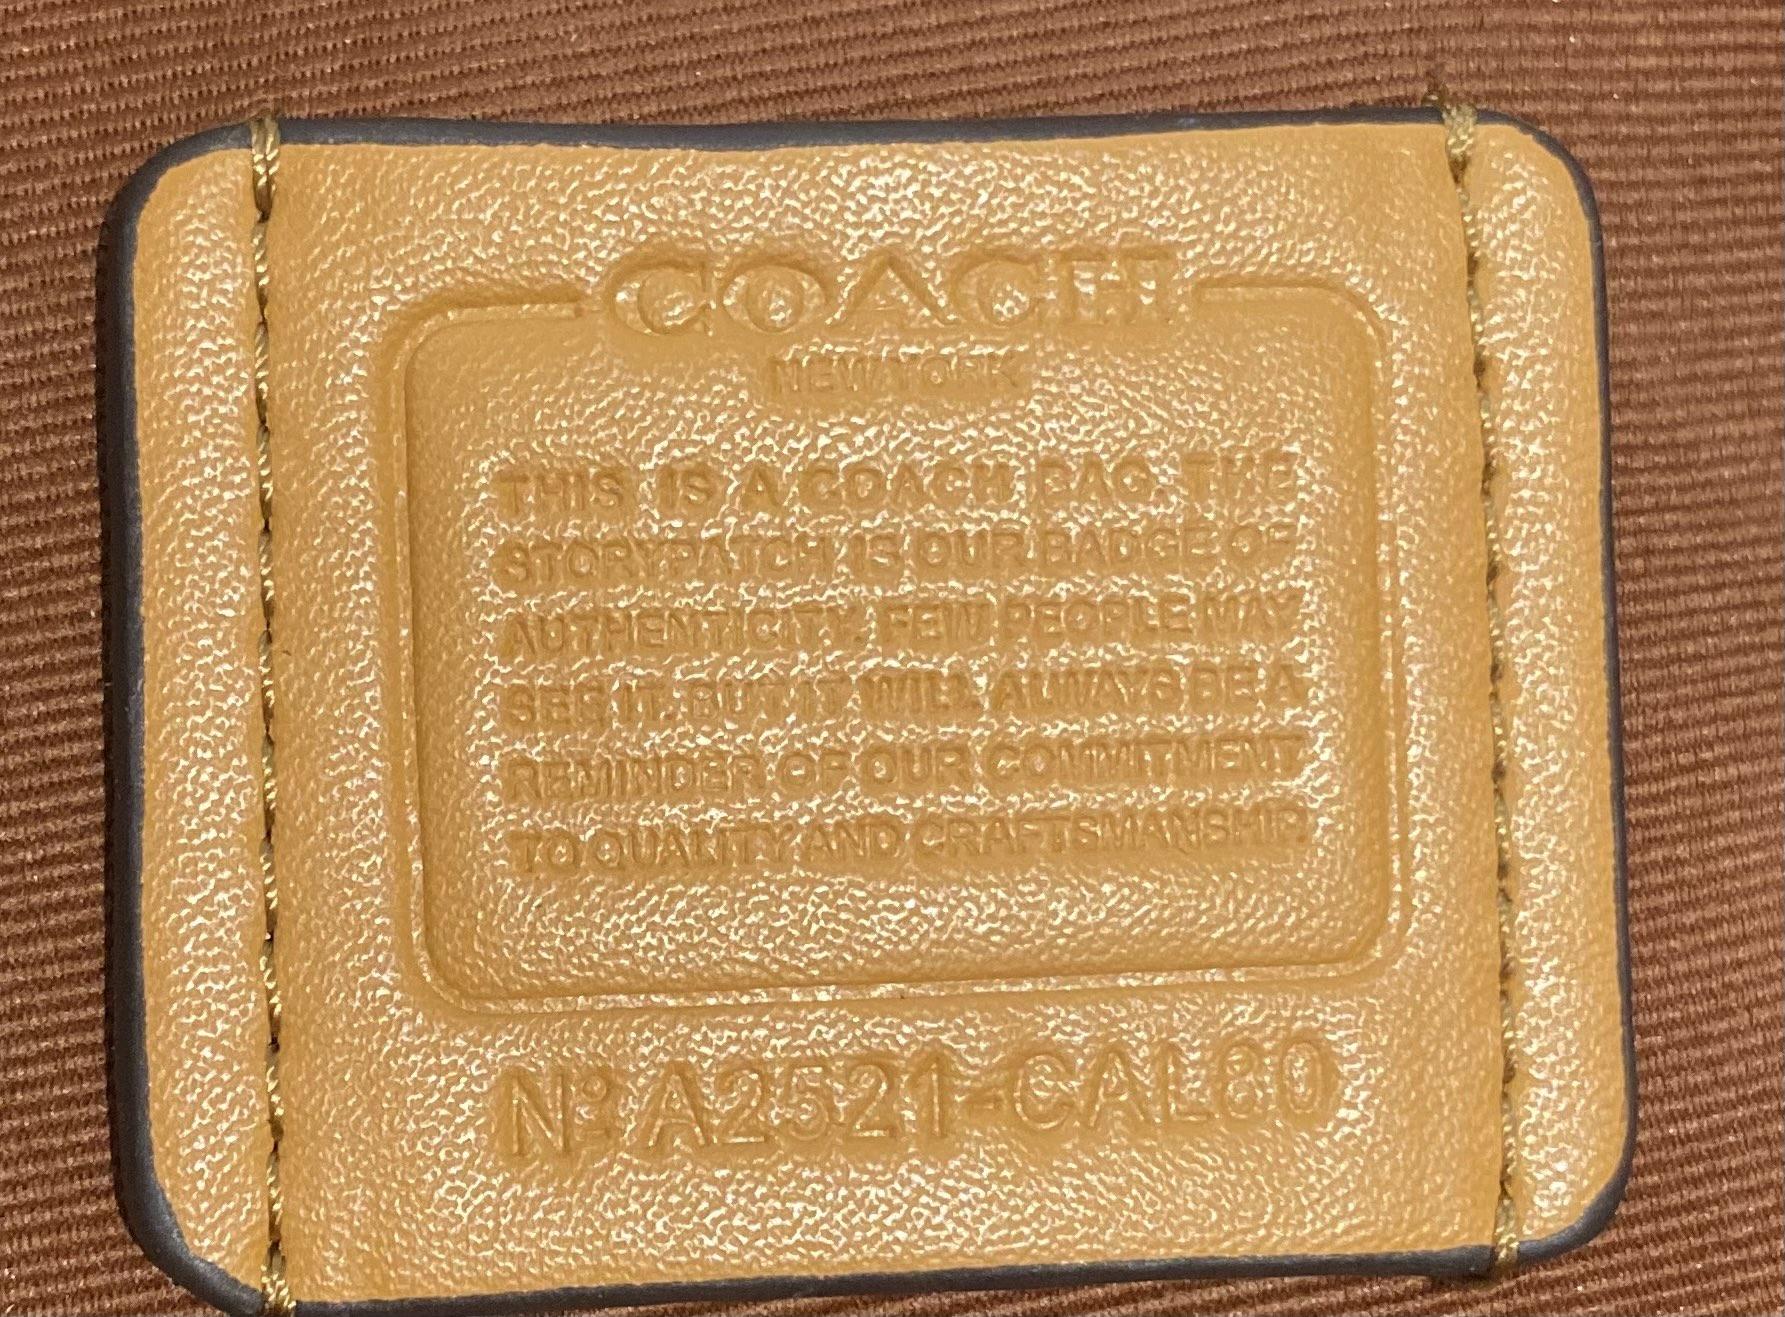 COACH
NEW YORK
THIS IS A COACH BAG. THE
STORYPATCH IS OUR BADGE OF
AUTHENTICITY. FEW PEOPLE MAY
SEE IT. BUT IT WILL ALWAYS BE A
REMINDER OF OUR COMMITMENT
TO QUALITY AND CRAFTSMANSHIP.
Nº A2521-CAL80